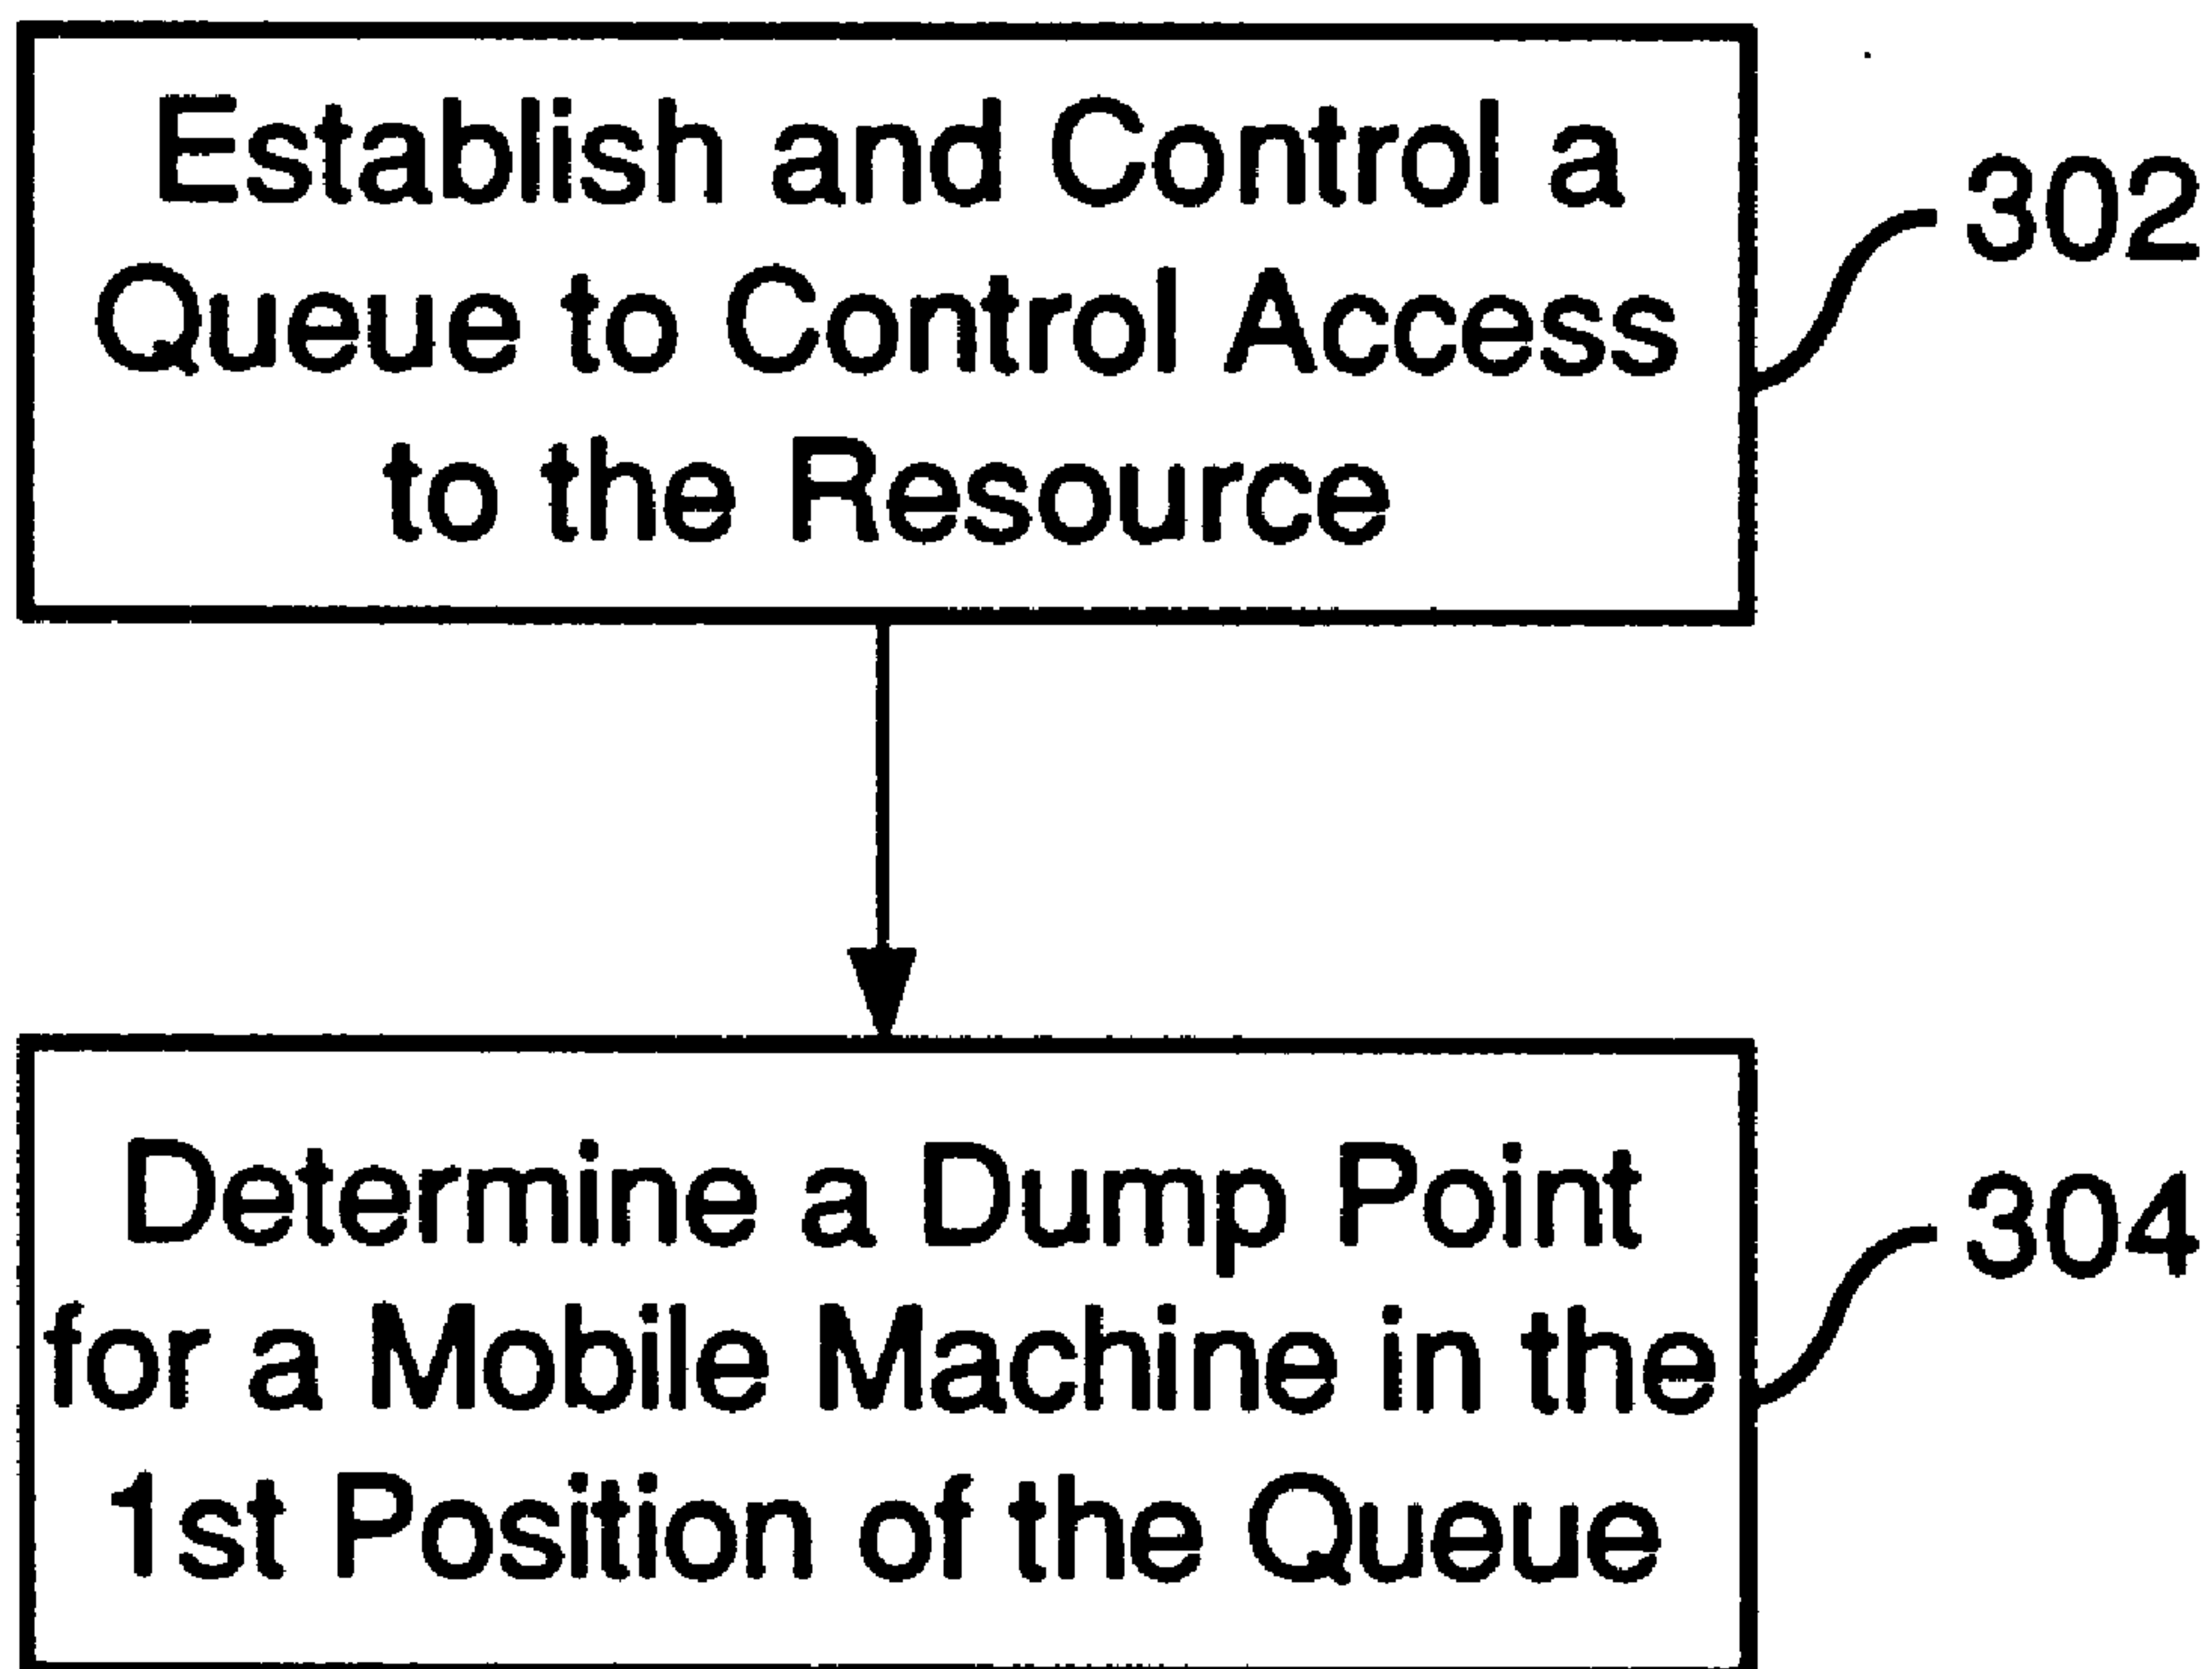 Establish and Control a
Queue to Control Access
to the Resource
302
Determine a Dump Point
for a Mobile Machine in the
1st Position of the Queue
304